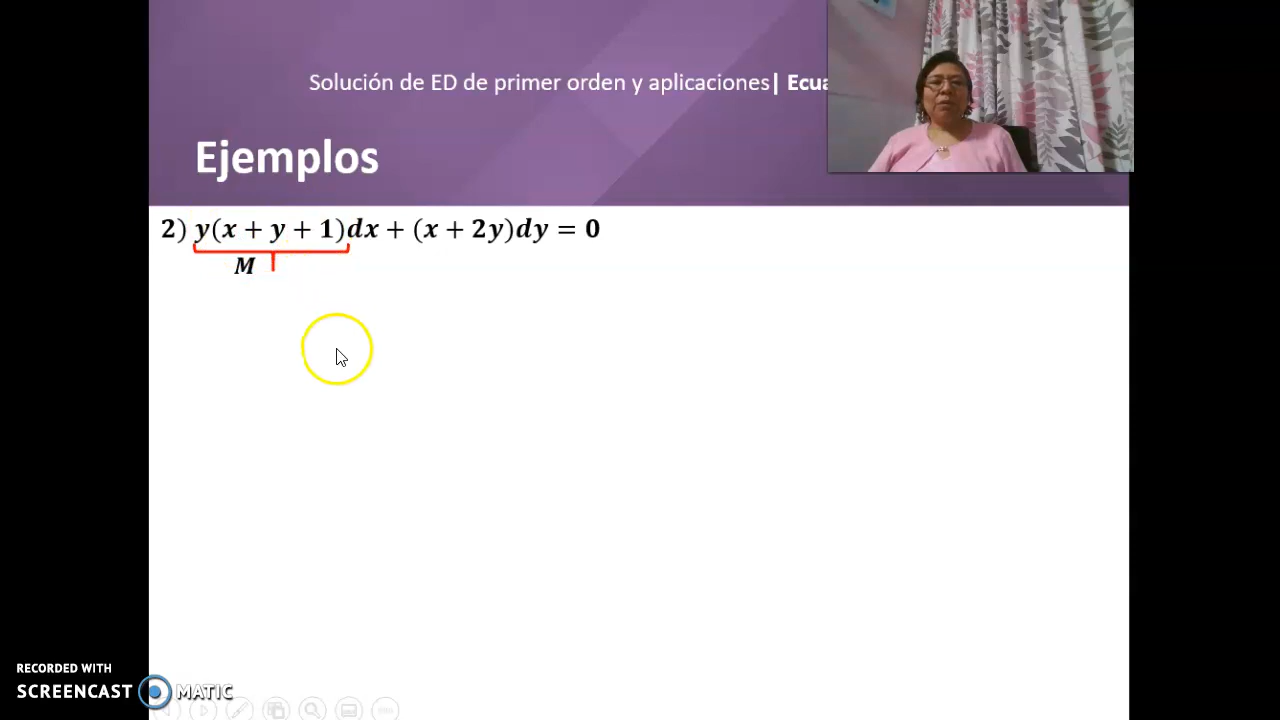 Solución de ED de primer orden y aplicaciones| Ecua
Ejemplos
2) y(x + y + 1)dx + (x + 2y)dy = 0
M
RECORDED WITH
SCREENCAST MATIC